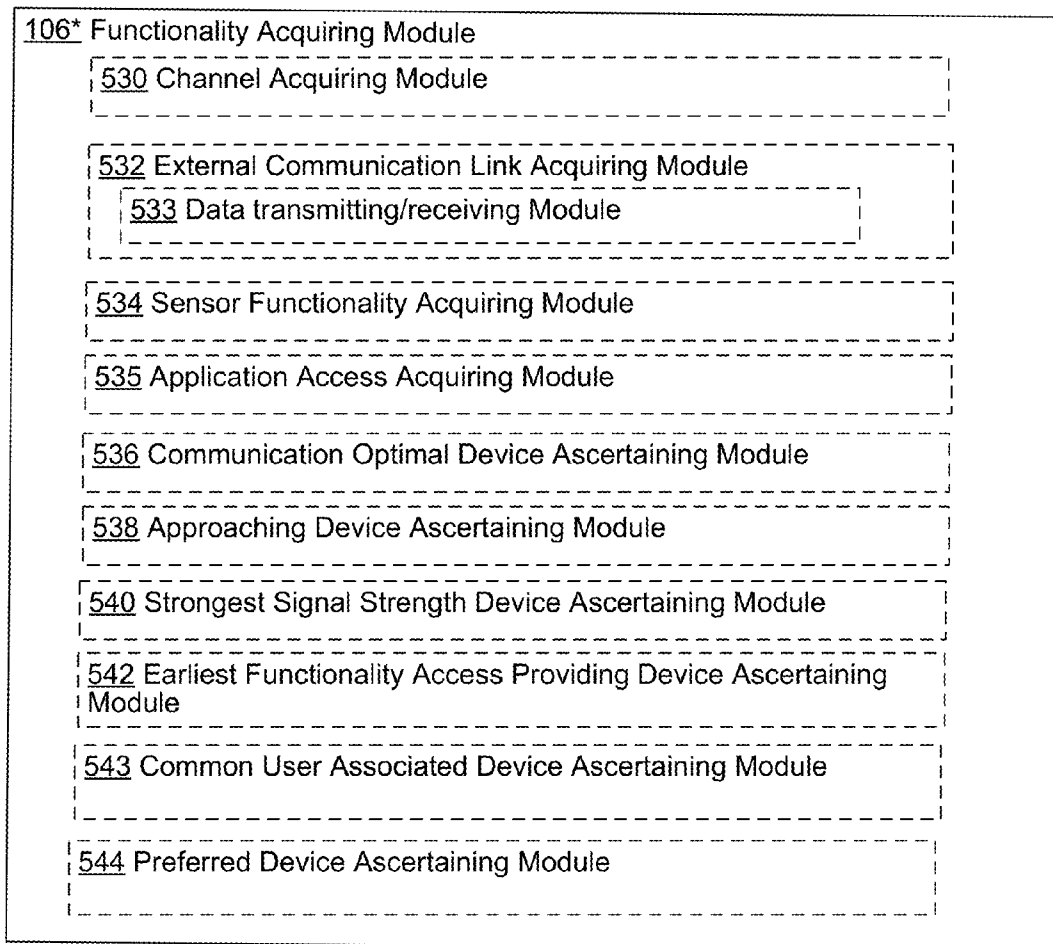 106* Functionality Acquiring Module
530 Channel Acquiring Module
532 External Communication Link Acquiring Module
533 Data transmitting/receiving Module
534 Sensor Functionality Acquiring Module
535 Application Access Acquiring Module
536 Communication Optimal Device Ascertaining Module
538 Approaching Device Ascertaining Module
540 Strongest Signal Strength Device Ascertaining Module
542 Earliest Functionality Access Providing Device Ascertaining
Module
543 Common User Associated Device Ascertaining Module
544 Preferred Device Ascertaining Module